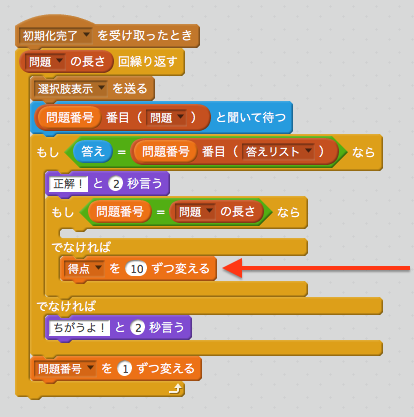 初期化完了 を受け取ったとき
問題 の長さ 回繰り返す
選択肢表示 を送る
問題番号 番目 ( 問題 ) と聞いて待つ
もし 答え = 問題番号 番目 ( 答えリスト ) なら
正解! と 2 秒言う
もし 問題番号 = 問題 の長さ なら
でなければ
得点 を 10 ずつ変える
でなければ
ちがうよ! と 2 秒言う
問題番号 を 1 ずつ変える